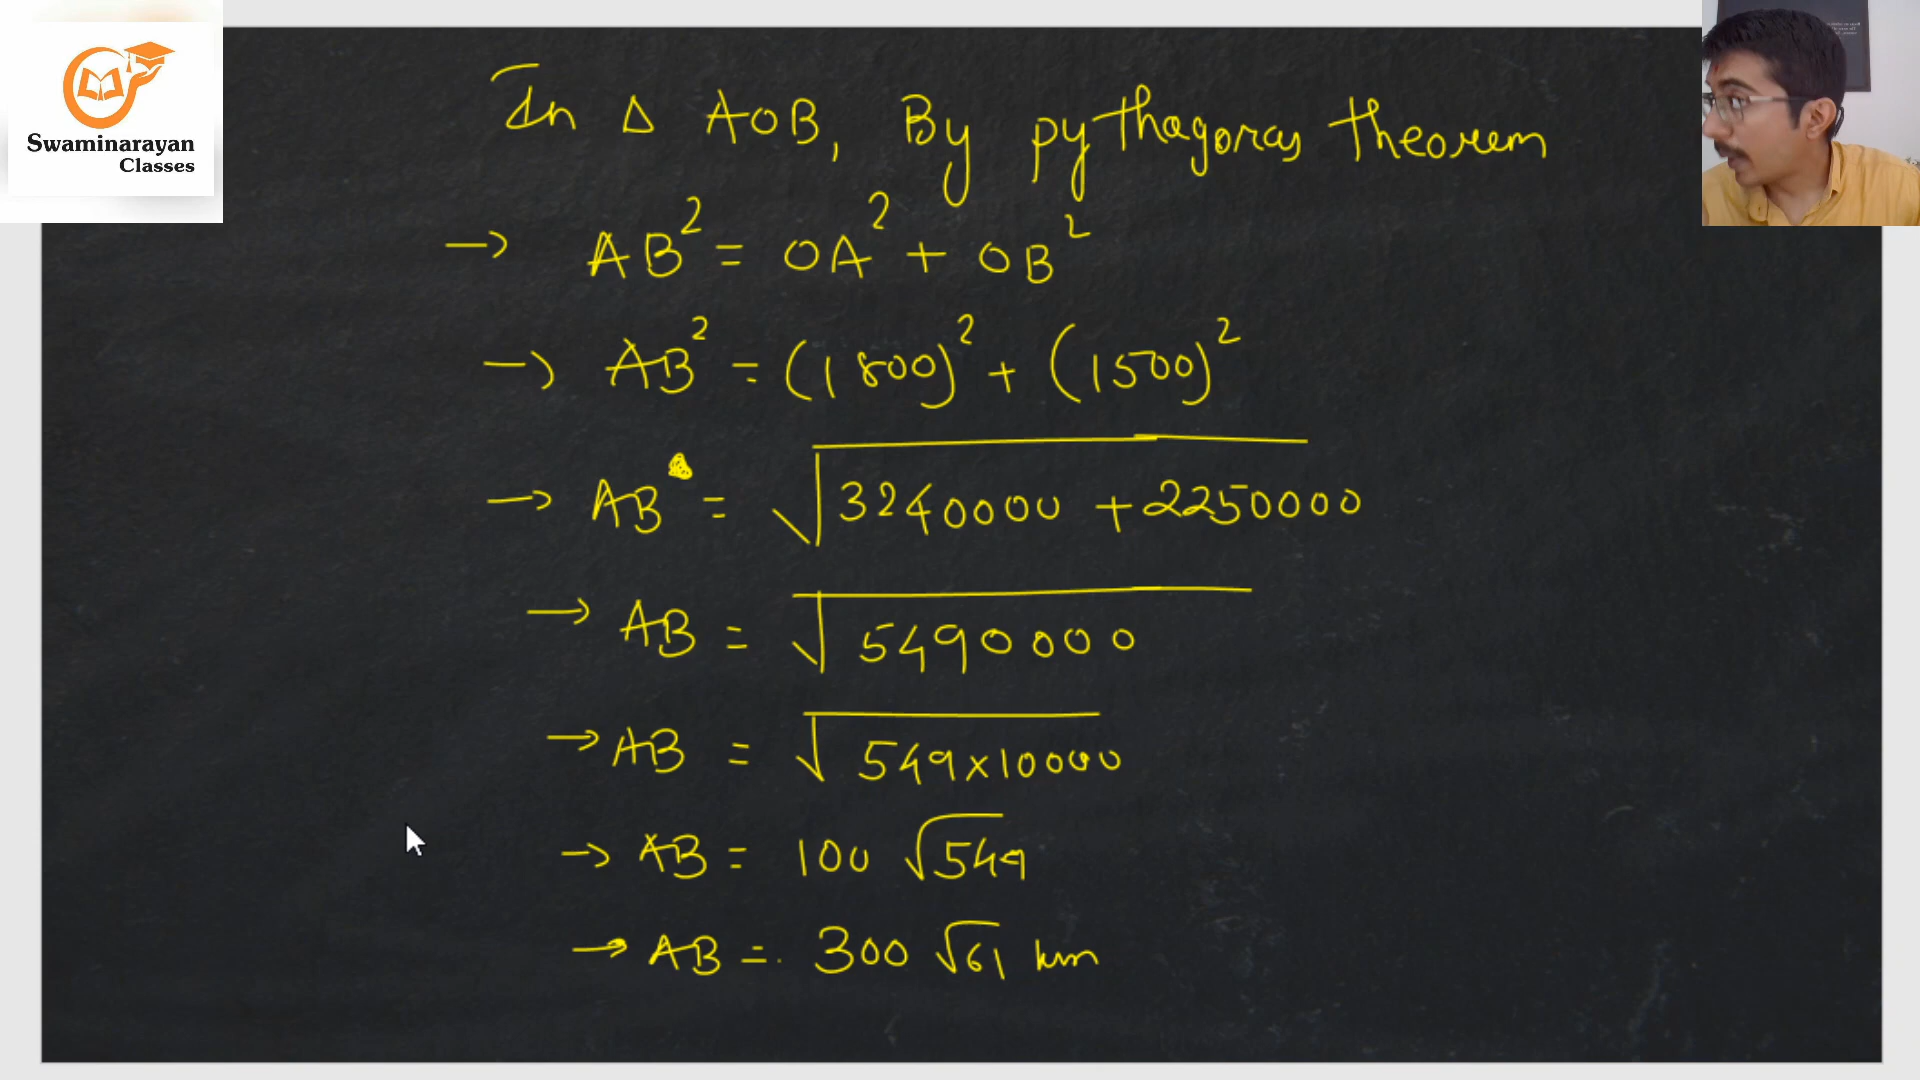 Swaminarayan
Classes
In Δ AOB, By pythagoras theorem
→ AB² = OA² + OB²
→ AB² = (1800)² + (1500)²
→ AB = √3240000 + 2250000
→ AB = √5490000
→ AB = √549×10000
→ AB = 100 √549
→ AB = 300 √61 km